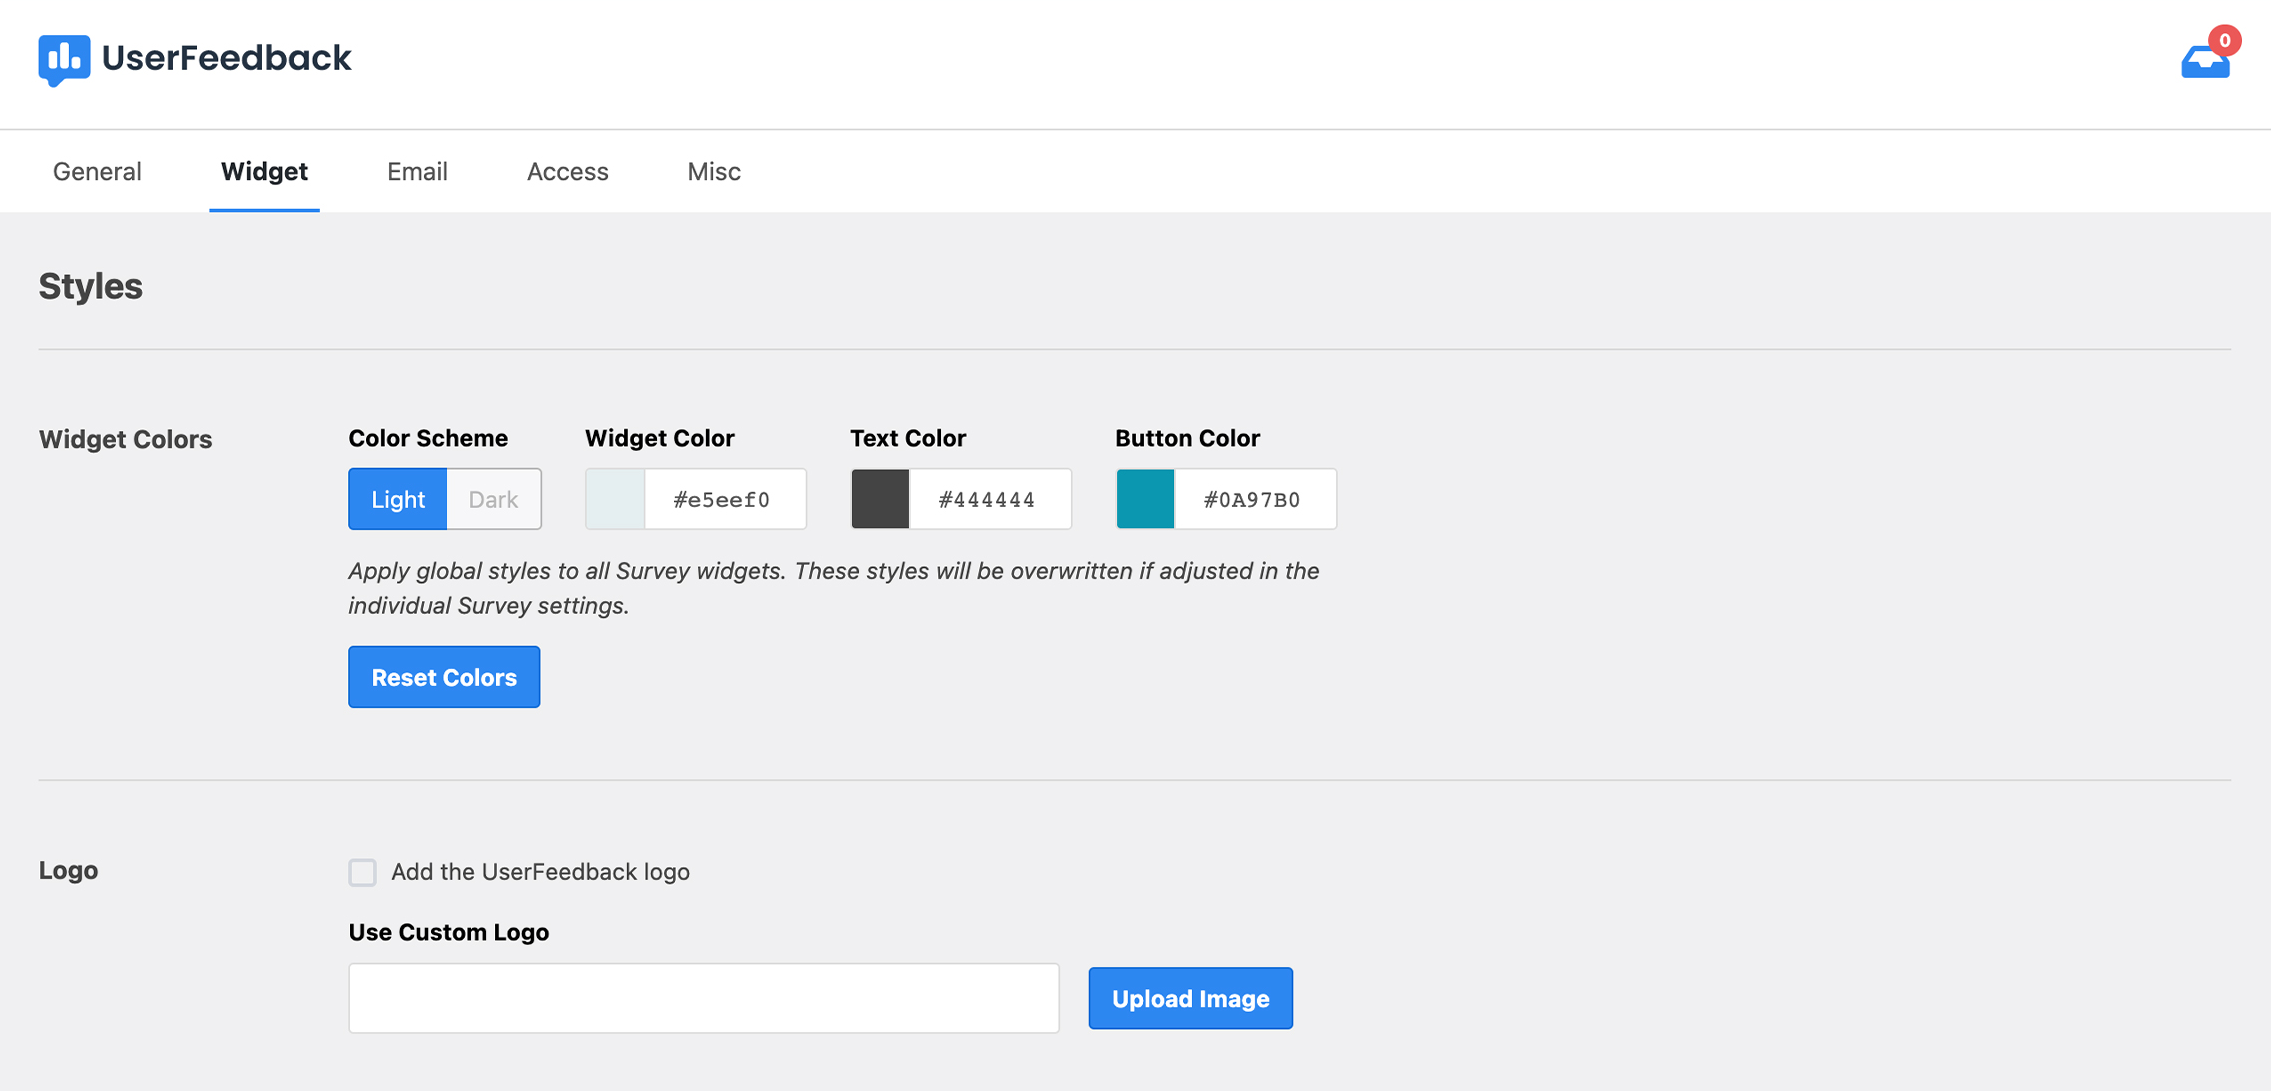 UserFeedback
0
General Widget Email Access Misc
Styles
Widget Colors
Color Scheme Widget Color Text Color Button Color
Light Dark #e5eef0 #444444 #0A97B0
Apply global styles to all Survey widgets. These styles will be overwritten if adjusted in the
individual Survey settings.
Reset Colors
Logo
Add the UserFeedback logo
Use Custom Logo
Upload Image